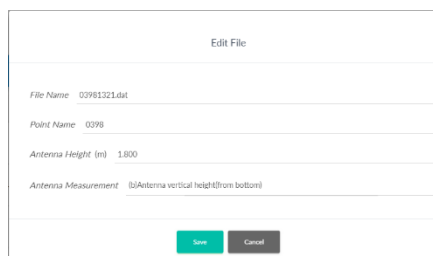 Edit File
File Name 03981321.dat
Point Name 0398
Antenna Height (m) 1.800
Antenna Measurement (b)Antenna vertical height(from bottom)
Save Cancel